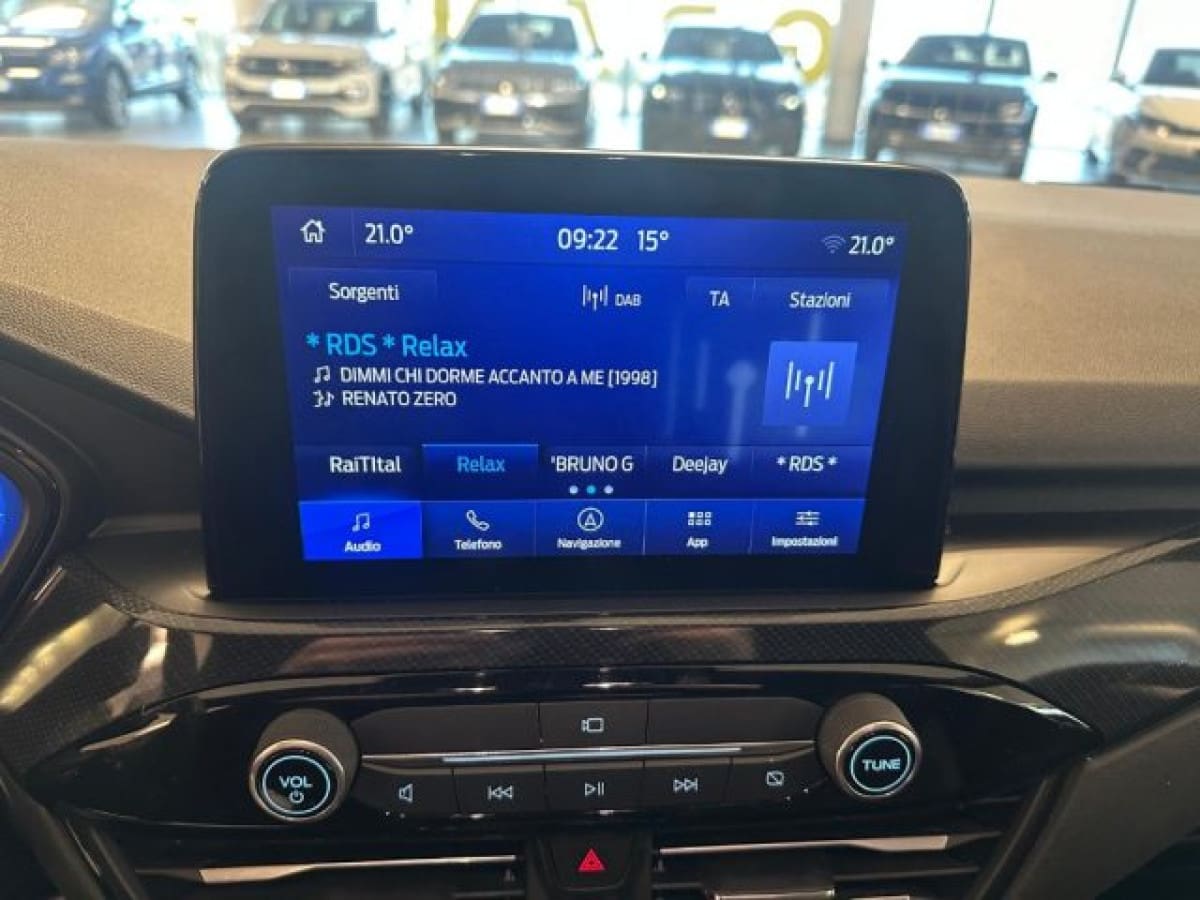 21.0° 09:22 15° 21.0°
Sorgenti DAB TA Stazioni
* RDS * Relax
DIMMI CHI DORME ACCANTO A ME [1998]
RENATO ZERO
RaiTItal Relax "BRUNO G Deejay * RDS *
Audio Telefono Navigazione App Impostazioni
VOL TUNE